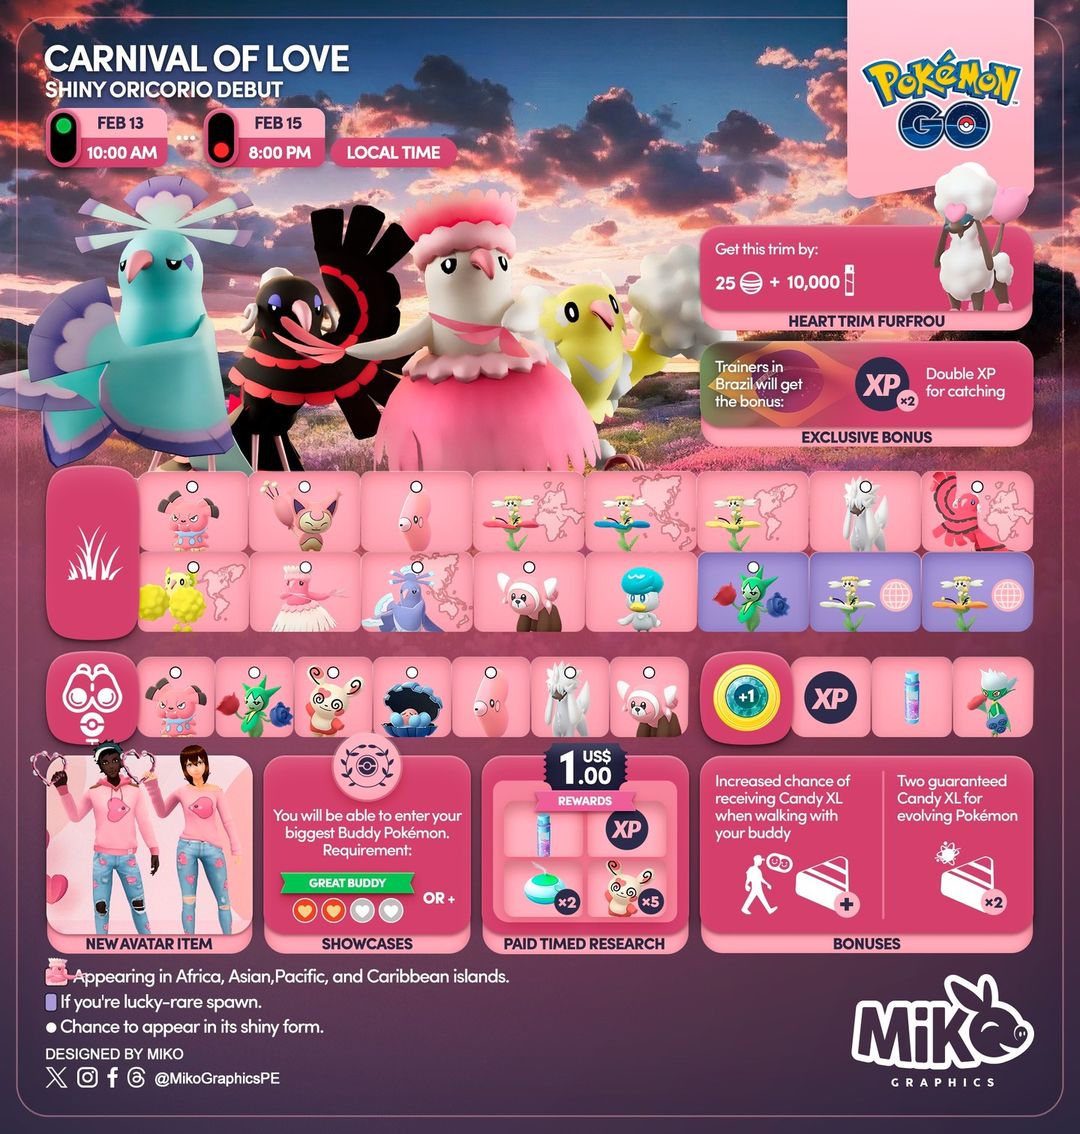 CARNIVAL OF LOVE
SHINY ORICORIO DEBUT
FEB 13
10:00 AM
...
FEB 15
8:00 PM
LOCAL TIME
POKéMON
GO
TM
Get this trim by:
25 + 10,000
HEART TRIM FURFROU
Trainers in
Brazil will get
the bonus:
XP
×2
Double XP
for catching
EXCLUSIVE BONUS
+1
XP
NEW AVATAR ITEM
You will be able to enter your
biggest Buddy Pokémon.
Requirement:
GREAT BUDDY
OR +
SHOWCASES
1 US$
.00
REWARDS
XP
×2
×5
PAID TIMED RESEARCH
Increased chance of
receiving Candy XL
when walking with
your buddy
+
Two guaranteed
Candy XL for
evolving Pokémon
×2
BONUSES
Appearing in Africa, Asian,Pacific, and Caribbean islands.
If you're lucky-rare spawn.
Chance to appear in its shiny form.
DESIGNED BY MIKO
@MikoGraphicsPE
MiKO
GRAPHICS